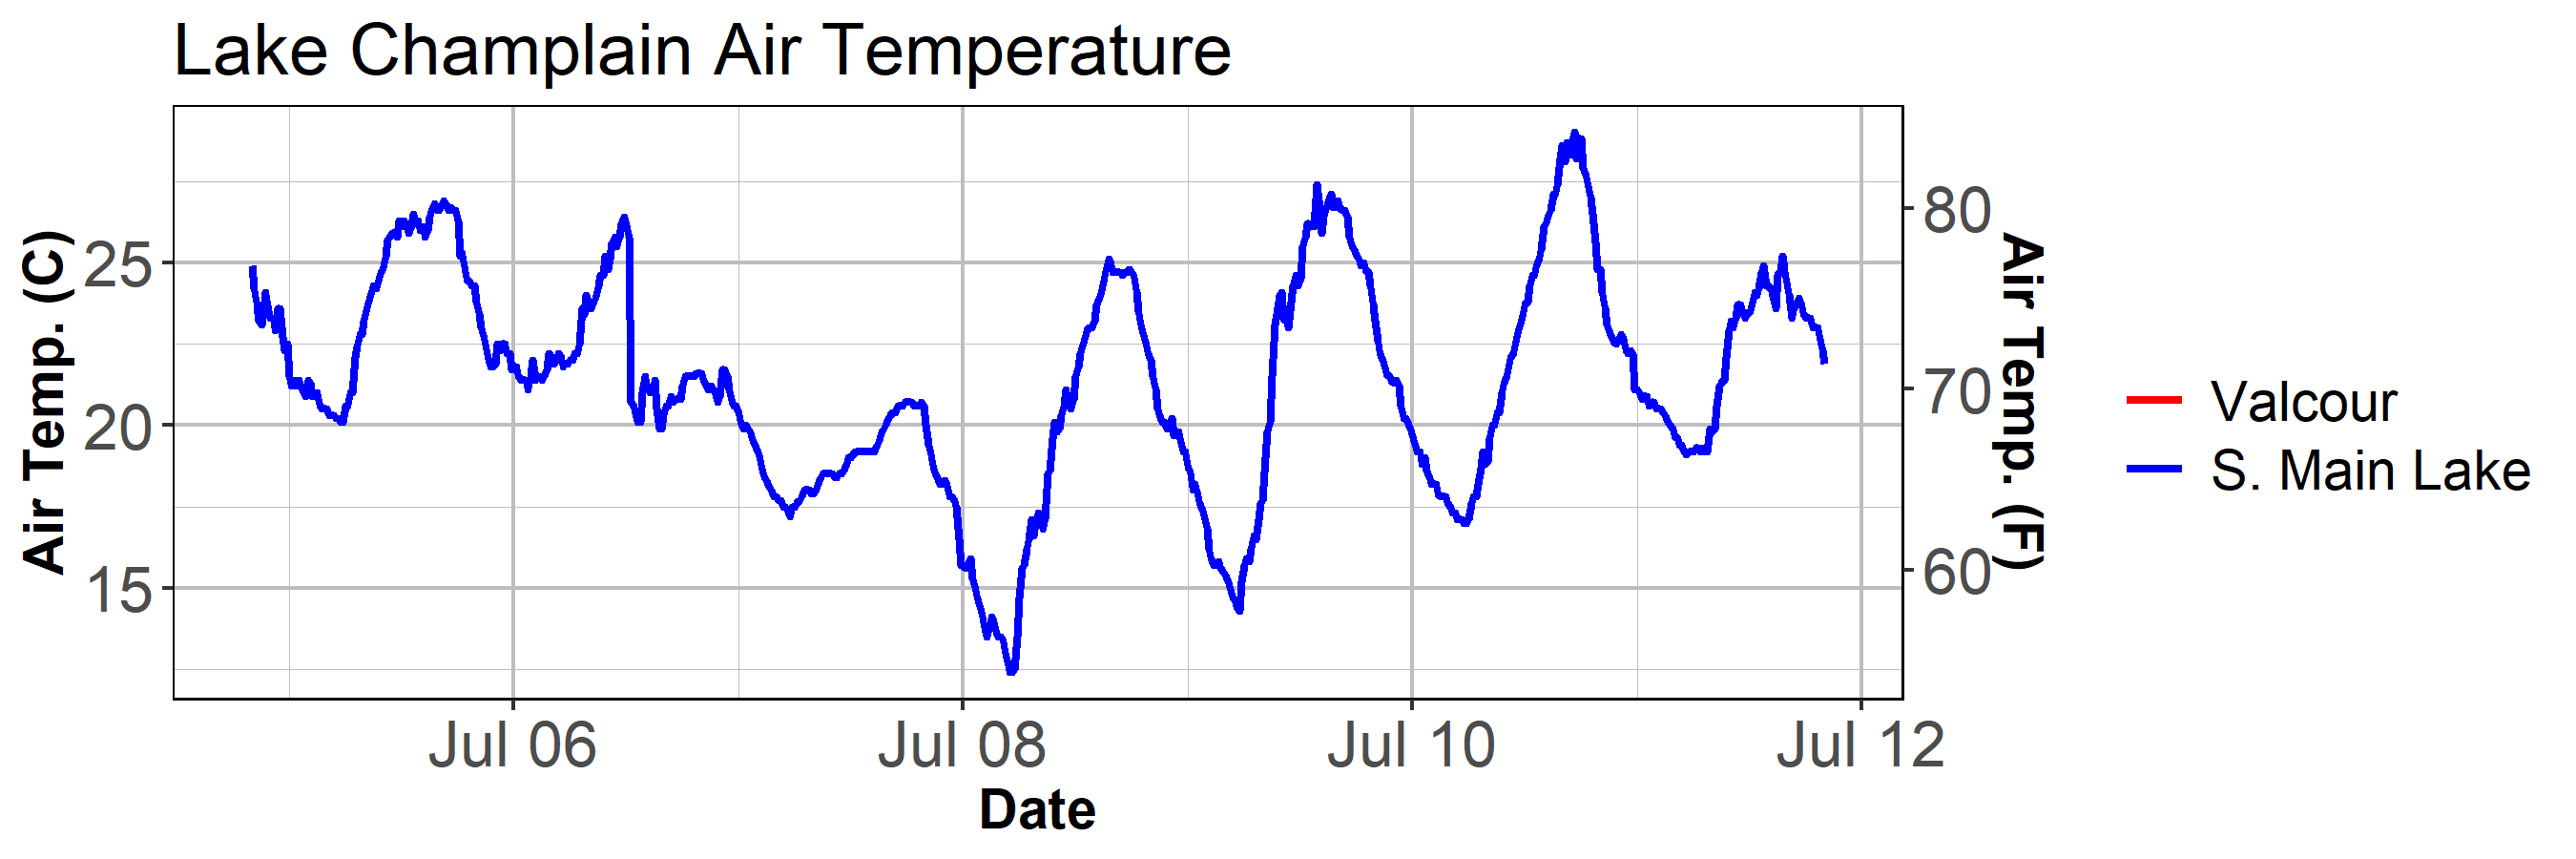 Lake Champlain Air Temperature
Air Temp. (C)
25
20
15
80
70
60
Air Temp. (F)
Jul 06
Jul 08
Jul 10
Jul 12
Date
Valcour
S. Main Lake